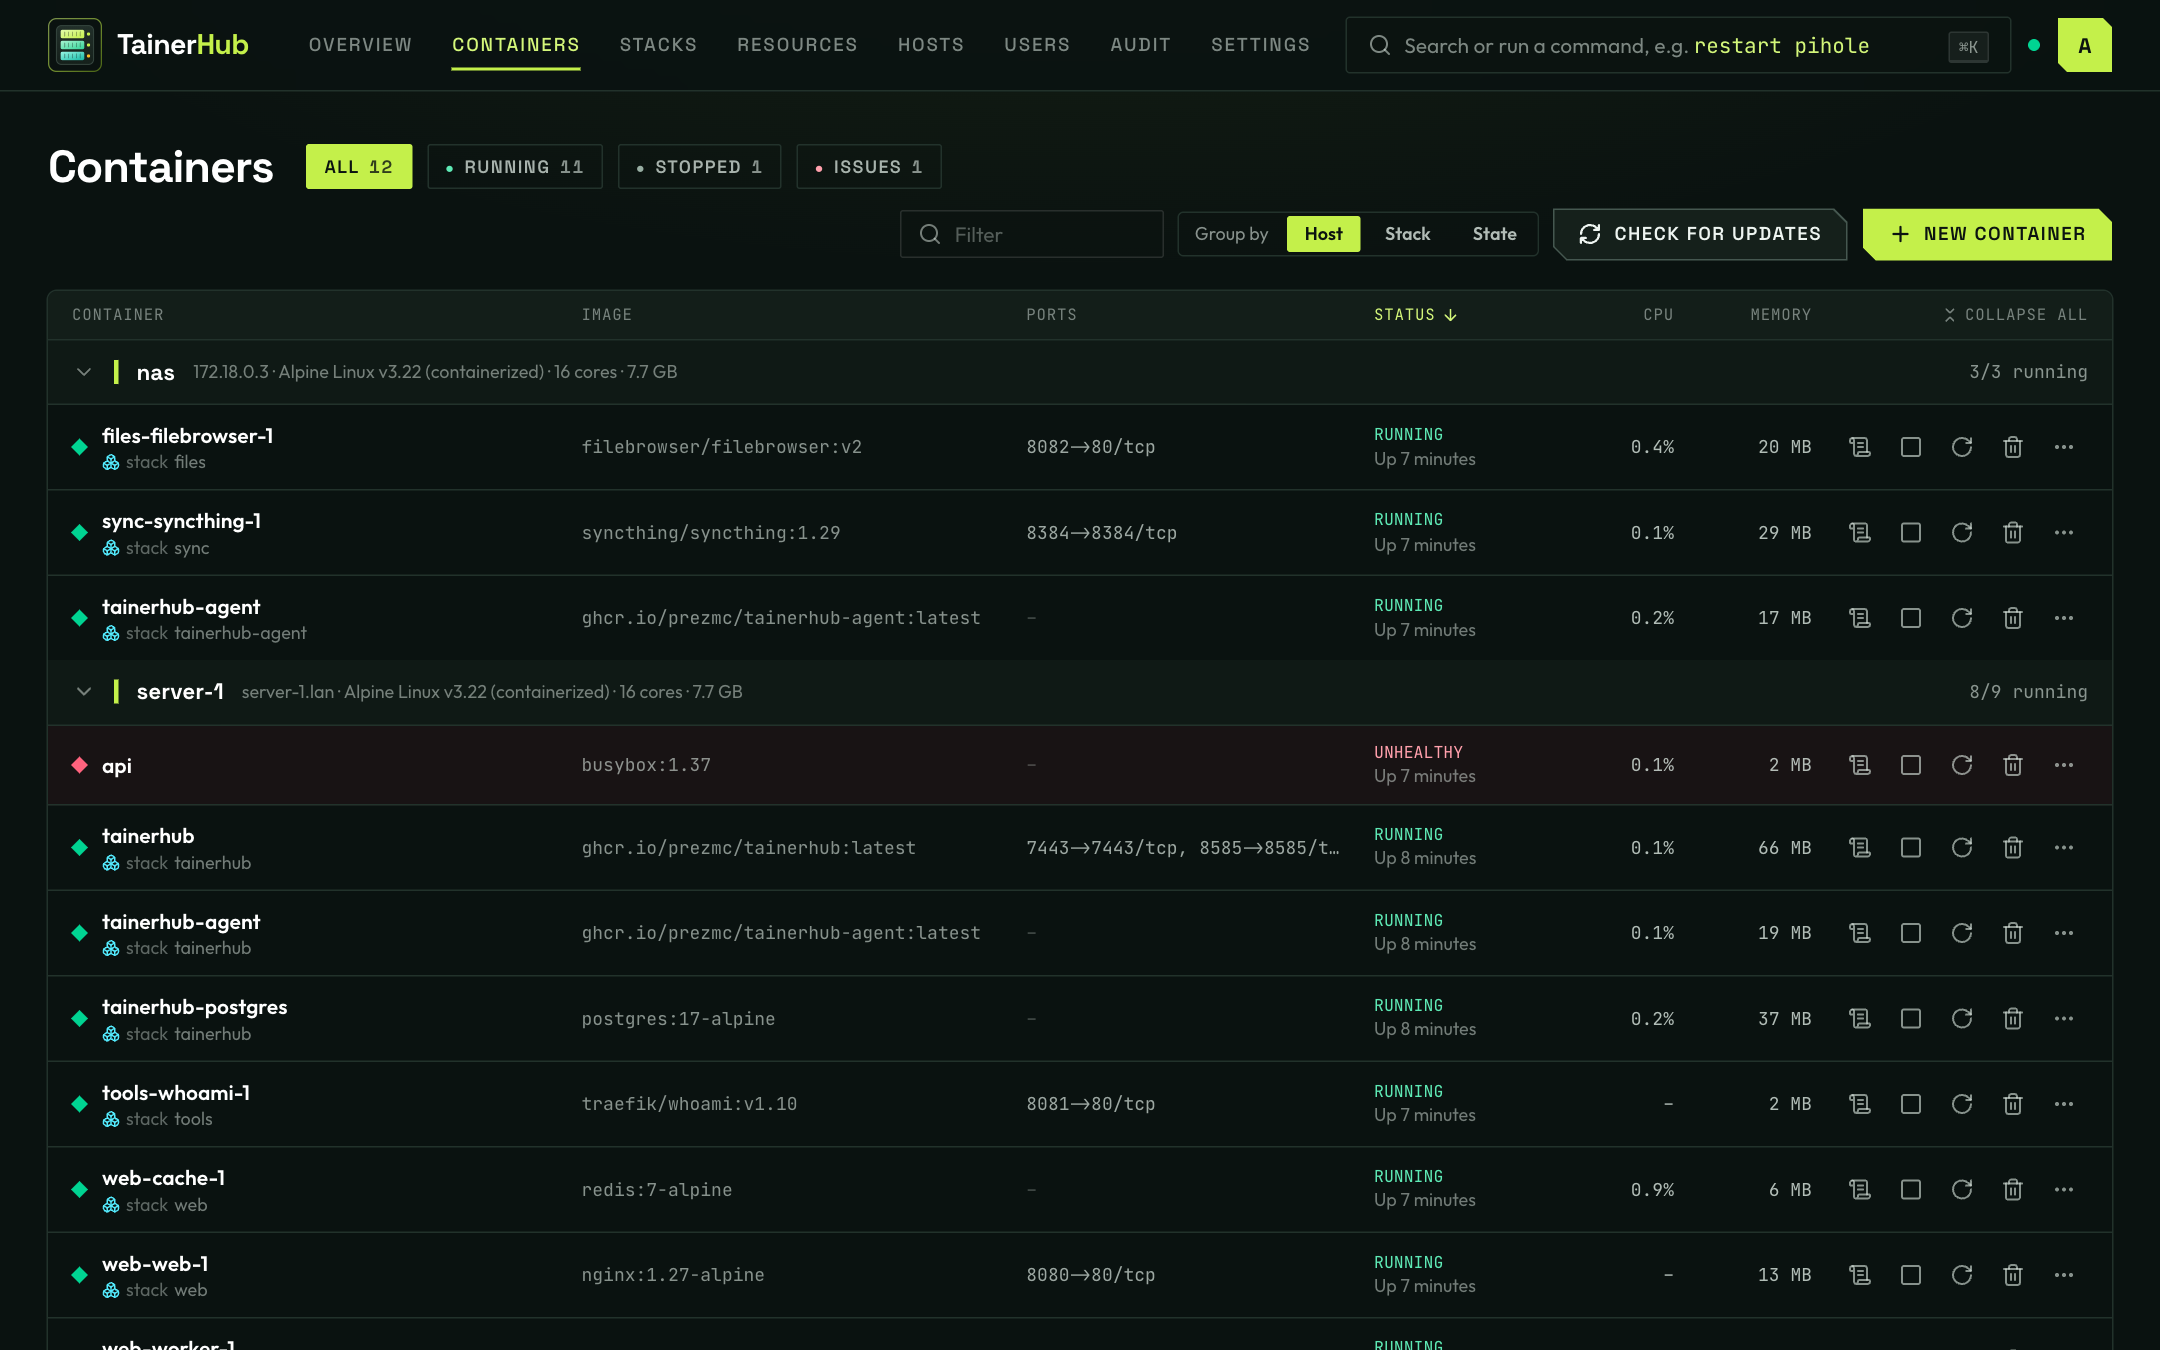 TainerHub OVERVIEW CONTAINERS STACKS RESOURCES HOSTS USERS AUDIT SETTINGS Search or run a command, e.g. restart pihole ⌘K A
Containers ALL 12 RUNNING 11 STOPPED 1 ISSUES 1
Filter Group by Host Stack State CHECK FOR UPDATES NEW CONTAINER
CONTAINER IMAGE PORTS STATUS ↓ CPU MEMORY COLLAPSE ALL
nas 172.18.0.3 · Alpine Linux v3.22 (containerized) · 16 cores · 7.7 GB 3/3 running
files-filebrowser-1 filebrowser/filebrowser:v2 8082→80/tcp RUNNING 0.4% 20 MB
stack files Up 7 minutes
sync-syncthing-1 syncthing/syncthing:1.29 8384→8384/tcp RUNNING 0.1% 29 MB
stack sync Up 7 minutes
tainerhub-agent ghcr.io/prezmc/tainerhub-agent:latest – RUNNING 0.2% 17 MB
stack tainerhub-agent Up 7 minutes
server-1 server-1.lan · Alpine Linux v3.22 (containerized) · 16 cores · 7.7 GB 8/9 running
api busybox:1.37 – UNHEALTHY 0.1% 2 MB
Up 7 minutes
tainerhub ghcr.io/prezmc/tainerhub:latest 7443→7443/tcp, 8585→8585/t… RUNNING 0.1% 66 MB
stack tainerhub Up 8 minutes
tainerhub-agent ghcr.io/prezmc/tainerhub-agent:latest – RUNNING 0.1% 19 MB
stack tainerhub Up 8 minutes
tainerhub-postgres postgres:17-alpine – RUNNING 0.2% 37 MB
stack tainerhub Up 8 minutes
tools-whoami-1 traefik/whoami:v1.10 8081→80/tcp RUNNING – 2 MB
stack tools Up 7 minutes
web-cache-1 redis:7-alpine – RUNNING 0.9% 6 MB
stack web Up 7 minutes
web-web-1 nginx:1.27-alpine 8080→80/tcp RUNNING – 13 MB
stack web Up 7 minutes
web-worker-1 RUNNING